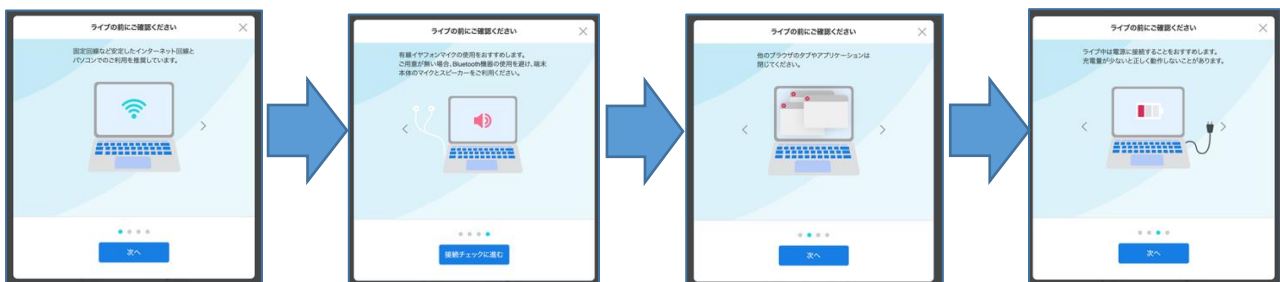 ライブの前にご確認ください
固定回線など安定したインターネット回線と
パソコンでのご利用を推奨しています。
次へ
ライブの前にご確認ください
有線イヤフォンマイクの使用をおすすめします。
ご用意が無い場合、Bluetooth機器の使用を避け、端末
本体のマイクとスピーカーをご利用ください。
接続チェックに進む
ライブの前にご確認ください
他のブラウザのタブやアプリケーションは
閉じてください。
次へ
ライブの前にご確認ください
ライブ中は電源に接続することをおすすめします。
充電量が少ないと正しく動作しないことがあります。
次へ